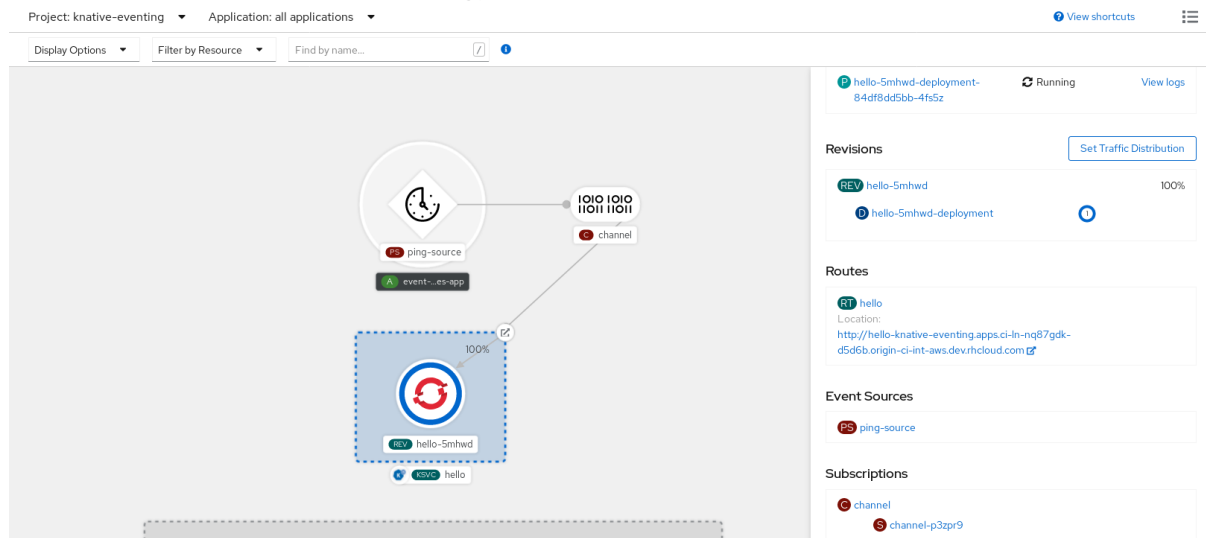 Project: knative-eventing
Application: all applications
View shortcuts
Display Options
Filter by Resource
Find by name...
/
P hello-5mhwd-deployment-
84df8dd5bb-4fs5z
Running
View logs
Revisions
Set Traffic Distribution
REV hello-5mhwd
100%
D hello-5mhwd-deployment
1
Routes
RT hello
Location:
http://hello-knative-eventing.apps.ci-ln-nq87gdk-
d5d6b.origin-ci-int-aws.dev.rhcloud.com
Event Sources
PS ping-source
Subscriptions
C channel
S channel-p3zpr9
1010 1010
11011 11011
C channel
PS ping-source
A event-...es-app
100%
REV hello-5mhwd
KSVC hello